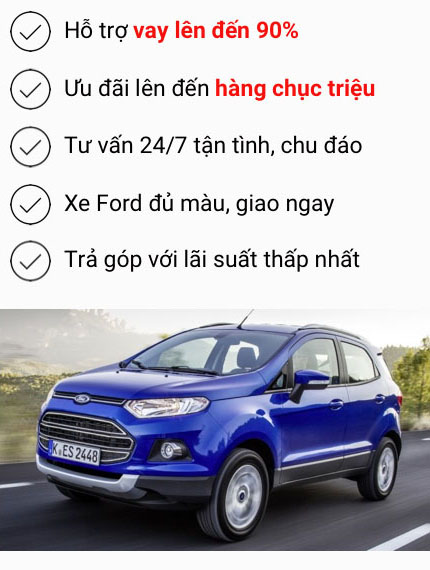 Hỗ trợ vay lên đến 90%
Ưu đãi lên đến hàng chục triệu
Tư vấn 24/7 tận tình, chu đáo
Xe Ford đủ màu, giao ngay
Trả góp với lãi suất thấp nhất
Ford
K ES 2448